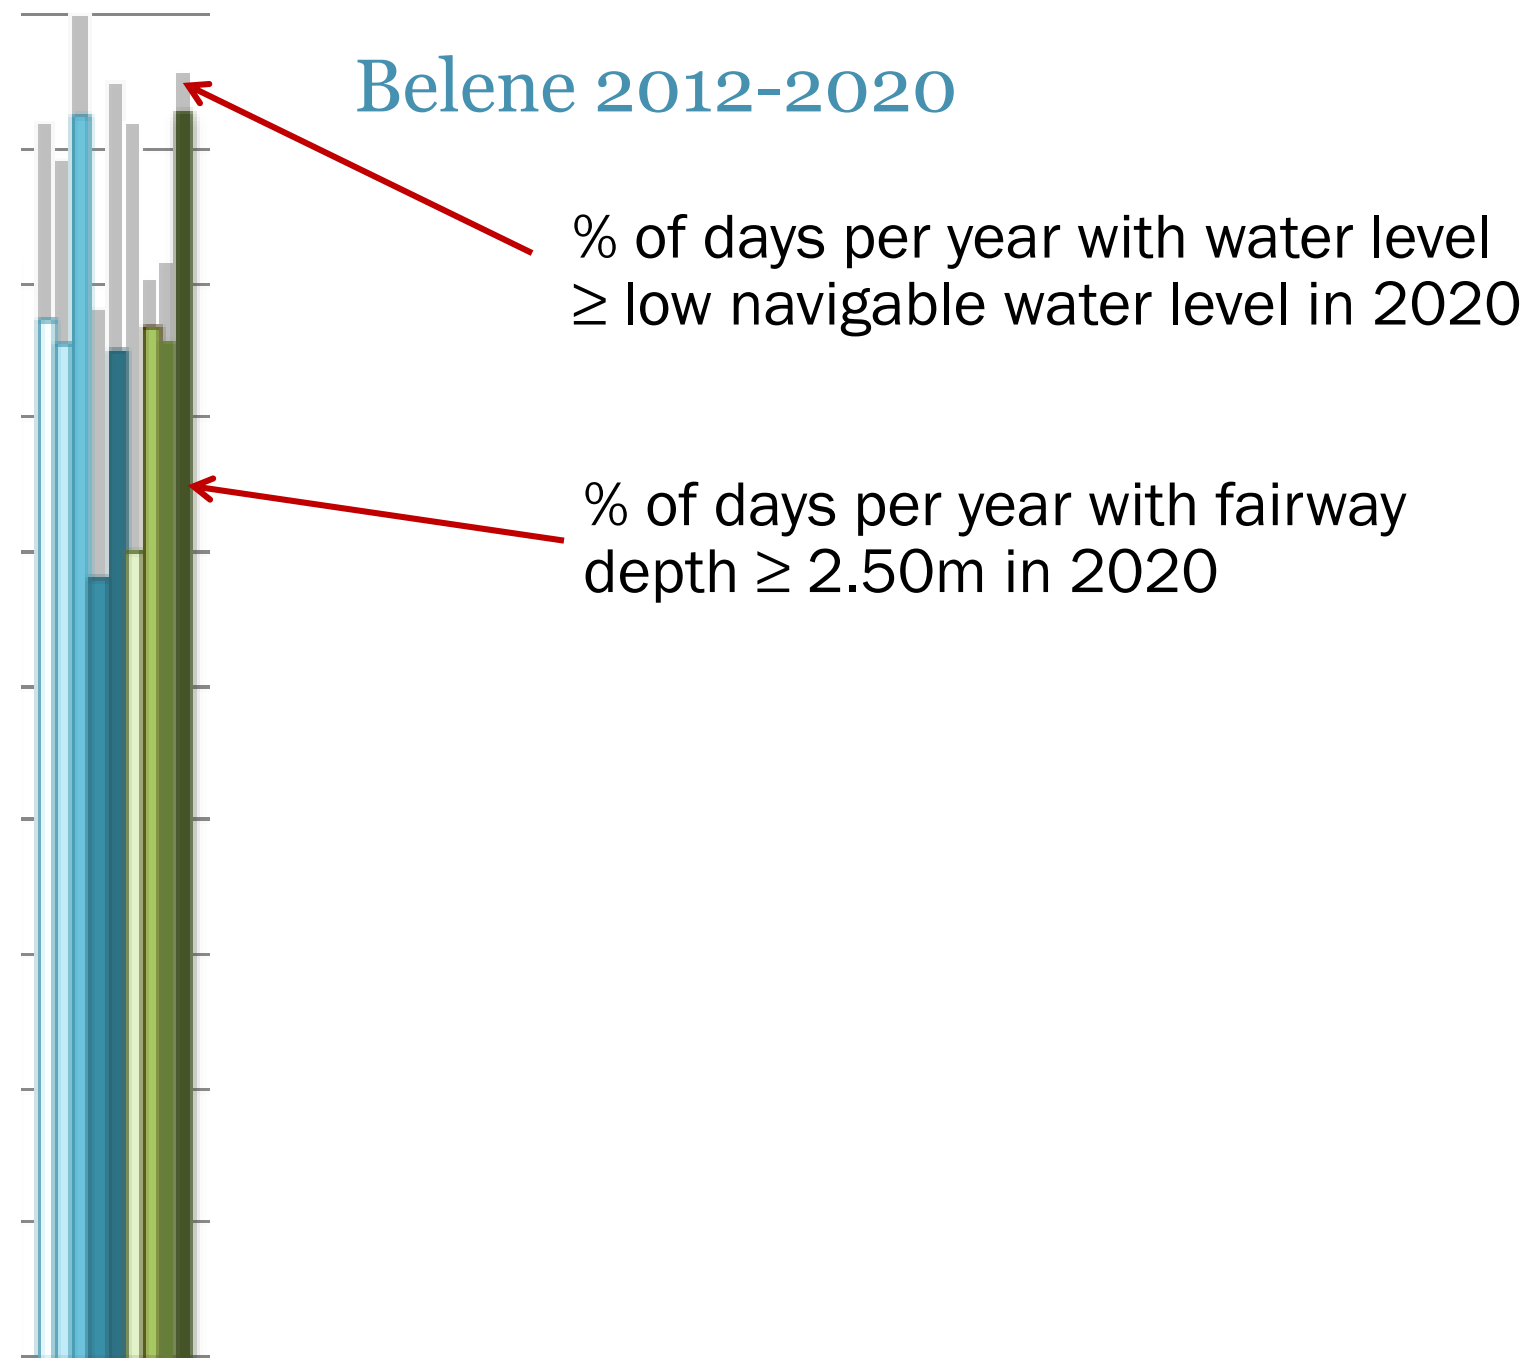 Belene 2012-2020
% of days per year with water level
≥ low navigable water level in 2020
% of days per year with fairway
depth ≥ 2.50m in 2020